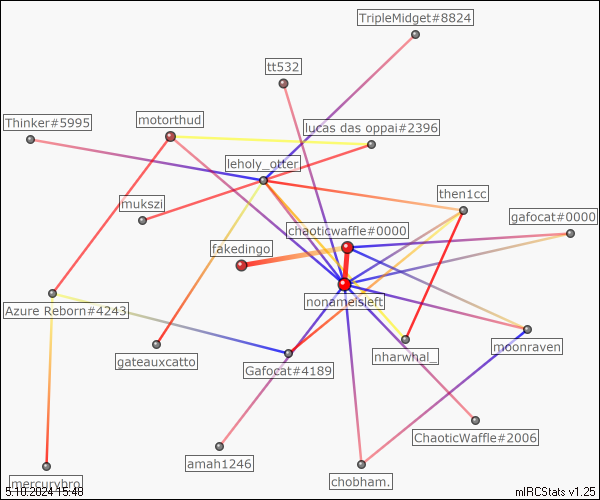 TripleMidget#8824
tt532
Thinker#5995
motorthud
lucas das oppai#2396
leholy_otter
then1cc
mukszi
gafocat#0000
chaoticwaffle#0000
fakedingo
nonameisleft
Azure Reborn#4243
moonraven
gateauxcatto
nharwhal_
Gafocat#4189
ChaoticWaffle#2006
amah1246
chobham.
mercurybro
5.10.2024 15:48
mIRCStats v1.25